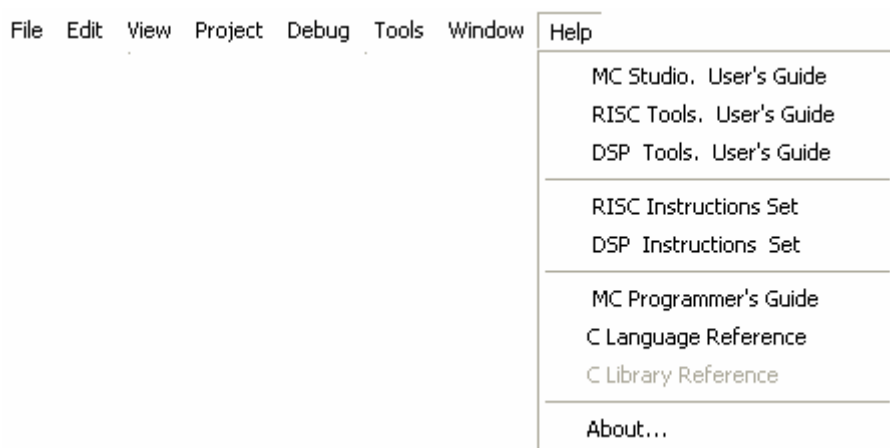 File Edit View Project Debug Tools Window Help
MC Studio. User's Guide
RISC Tools. User's Guide
DSP Tools. User's Guide
RISC Instructions Set
DSP Instructions Set
MC Programmer's Guide
C Language Reference
C Library Reference
About...